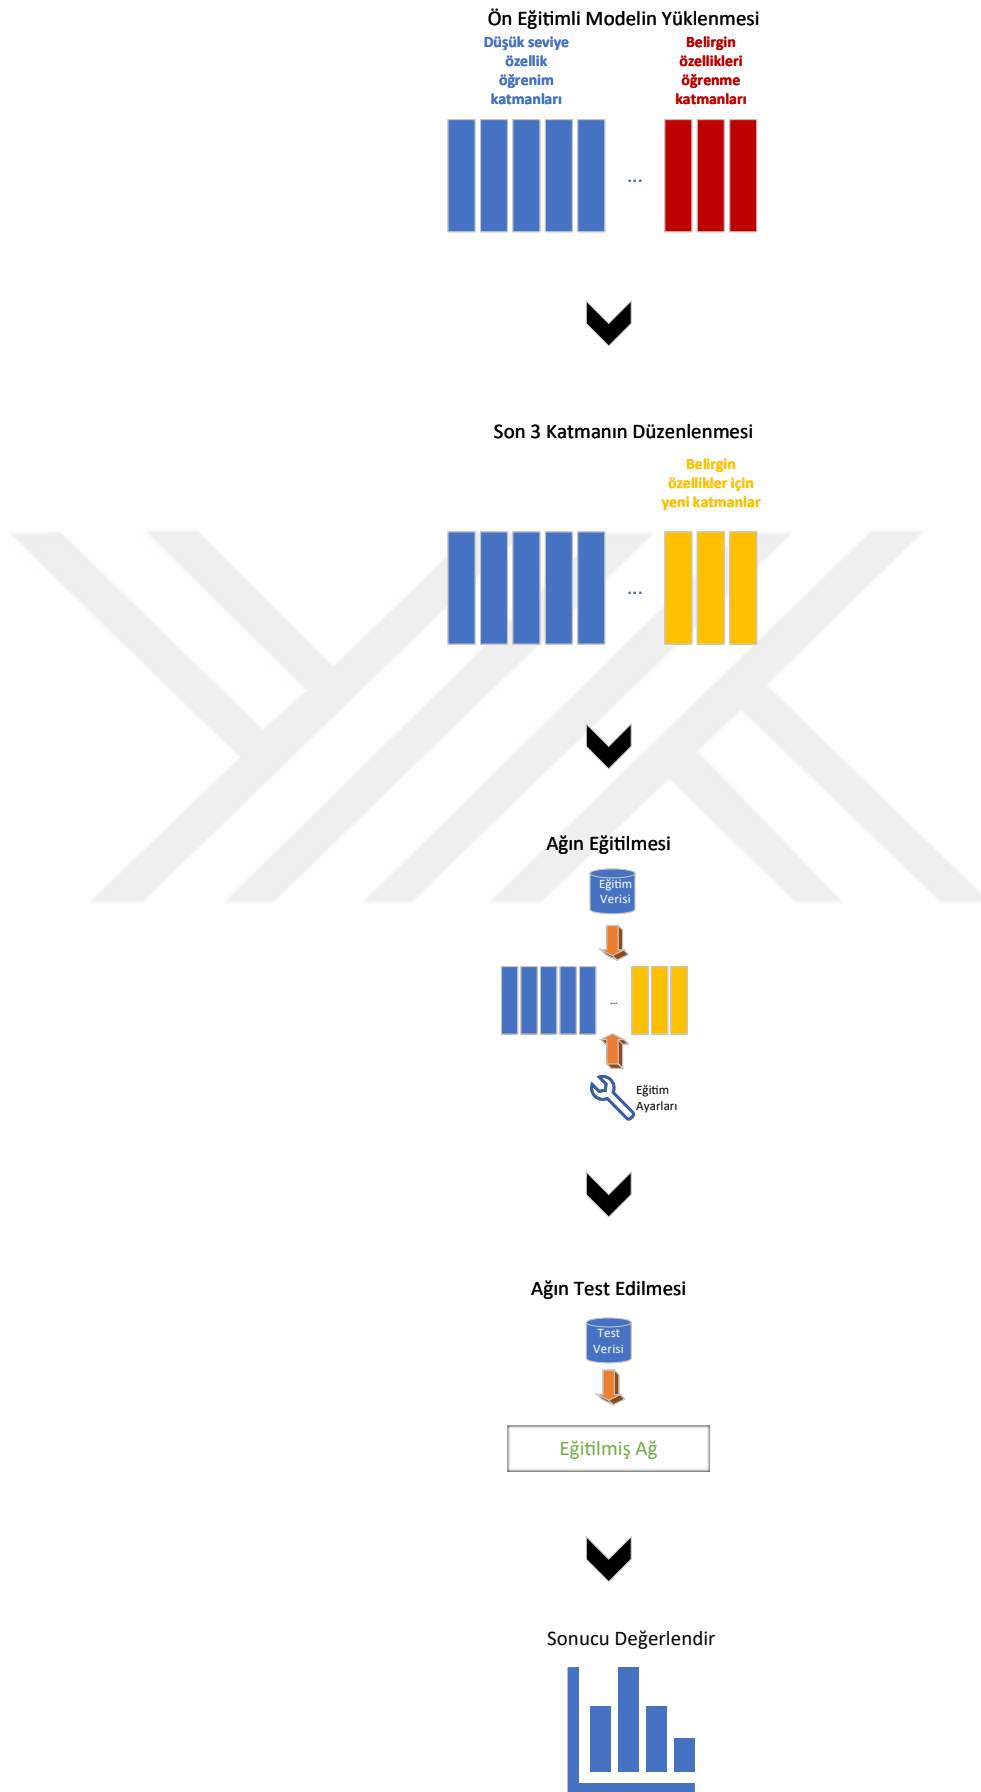 Ön Eğitimli Modelin Yüklenmesi
Düşük seviye
özellik
öğrenim
katmanları
Belirgin
özellikleri
öğrenme
katmanları
...
Son 3 Katmanın Düzenlenmesi
Belirgin
özellikler için
yeni katmanlar
...
Ağın Eğitilmesi
Eğitim
Verisi
...
Eğitim
Ayarları
Ağın Test Edilmesi
Test
Verisi
Eğitilmiş Ağ
Sonucu Değerlendir